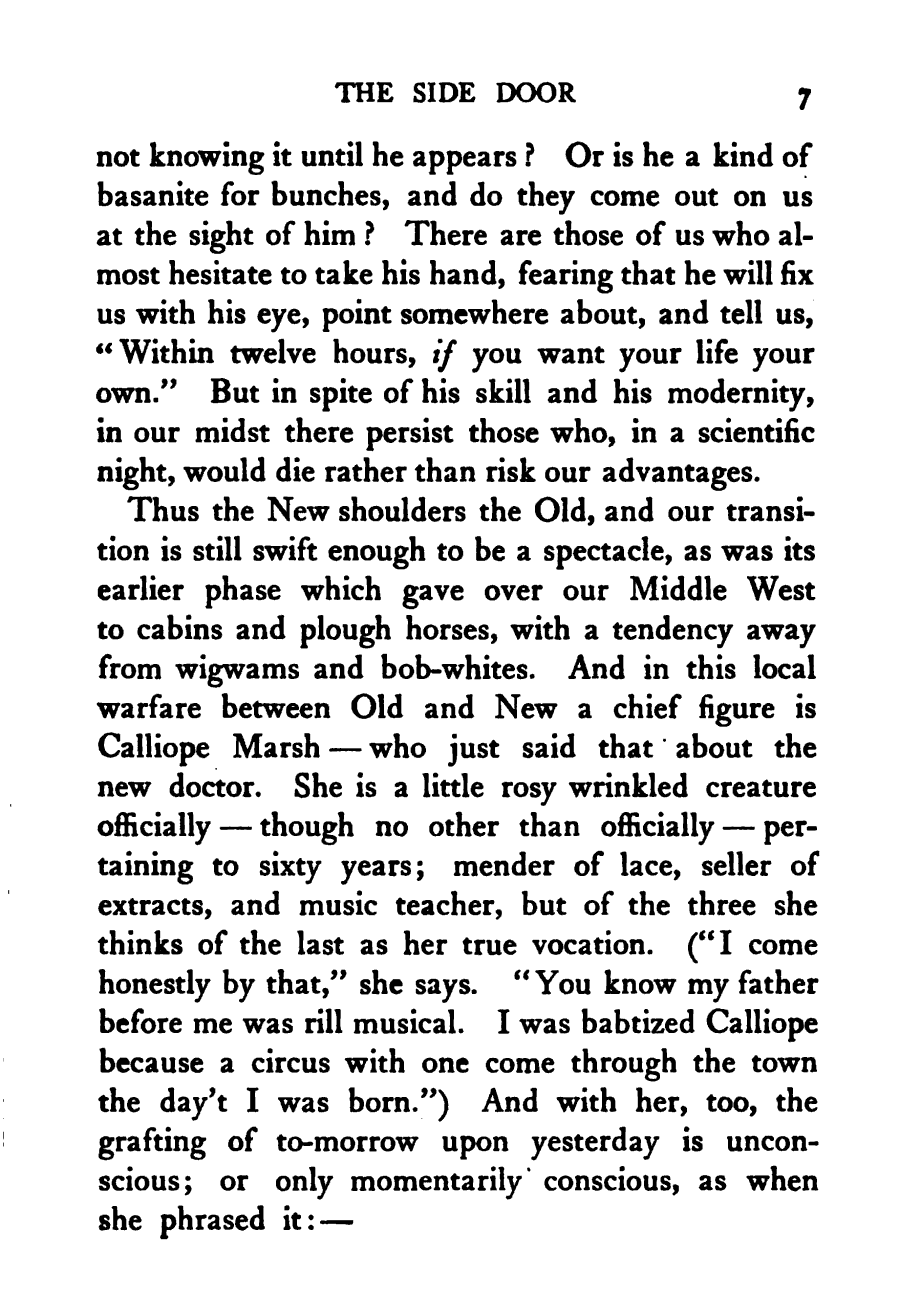 THE SIDE DOOR 7
not knowing it until he appears ? Or is he a kind of
basanite for bunches, and do they come out on us
at the sight of him ? There are those of us who al-
most hesitate to take his hand, fearing that he will fix
us with his eye, point somewhere about, and tell us,
“Within twelve hours, if you want your life your
own.” But in spite of his skill and his modernity,
in our midst there persist those who, in a scientific
night, would die rather than risk our advantages.
Thus the New shoulders the Old, and our transi-
tion is still swift enough to be a spectacle, as was its
earlier phase which gave over our Middle West
to cabins and plough horses, with a tendency away
from wigwams and bob-whites. And in this local
warfare between Old and New a chief figure is
Calliope Marsh — who just said that about the
new doctor. She is a little rosy wrinkled creature
officially — though no other than officially — per-
taining to sixty years; mender of lace, seller of
extracts, and music teacher, but of the three she
thinks of the last as her true vocation. (“I come
honestly by that,” she says. “You know my father
before me was rill musical. I was babtized Calliope
because a circus with one come through the town
the day’t I was born.”) And with her, too, the
grafting of to-morrow upon yesterday is uncon-
scious; or only momentarily conscious, as when
she phrased it: —